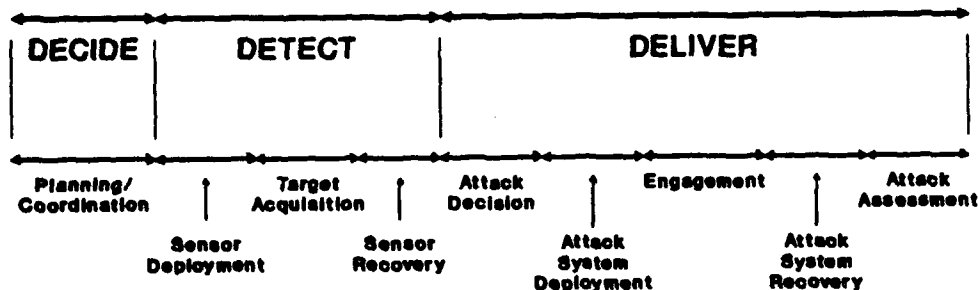 DECIDE DETECT DELIVER
Planning/ Target Attack Engagement Attack
Coordination Acquisition Decision Assessment
Sensor Sensor Attack Attack
Deployment Recovery System System
Deployment Recovery